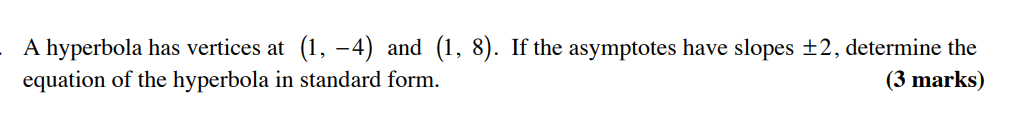 A hyperbola has vertices at (1, −4) and (1, 8). If the asymptotes have slopes ±2, determine the
equation of the hyperbola in standard form. (3 marks)